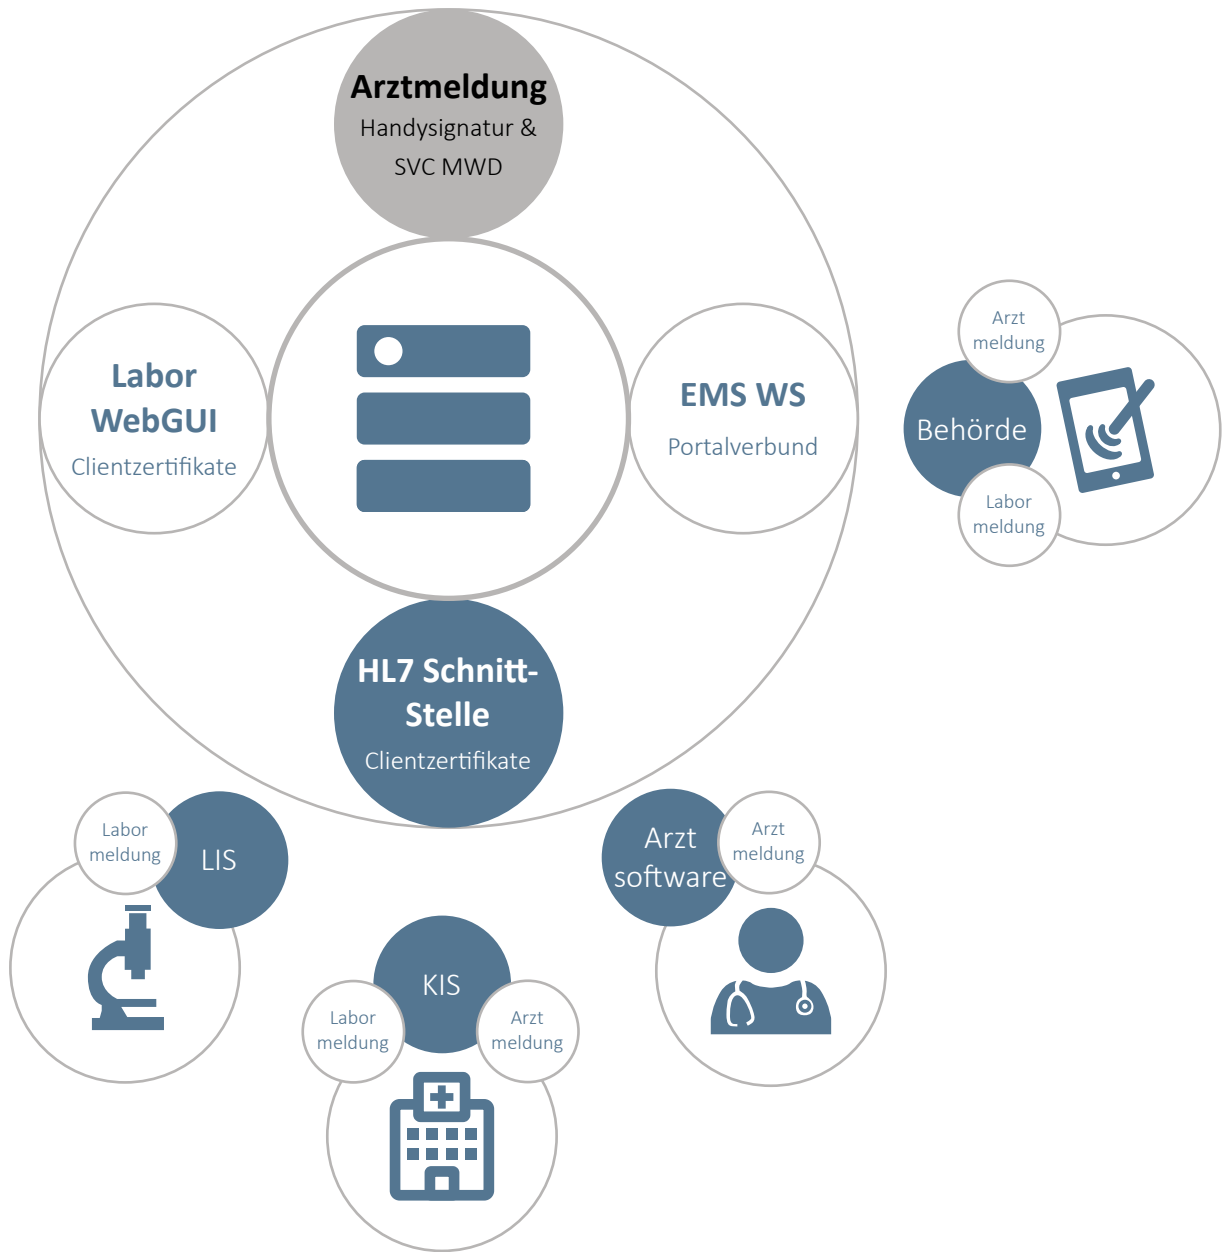 Arztmeldung
Handysignatur &
SVC MWD
Labor
WebGUI
Clientzertifikate
EMS WS
Portalverbund
Arzt
meldung
Behörde
Labor
meldung
HL7 Schnitt-
Stelle
Clientzertifikate
Labor
meldung
LIS
Arzt
software
Arzt
meldung
KIS
Labor
meldung
Arzt
meldung